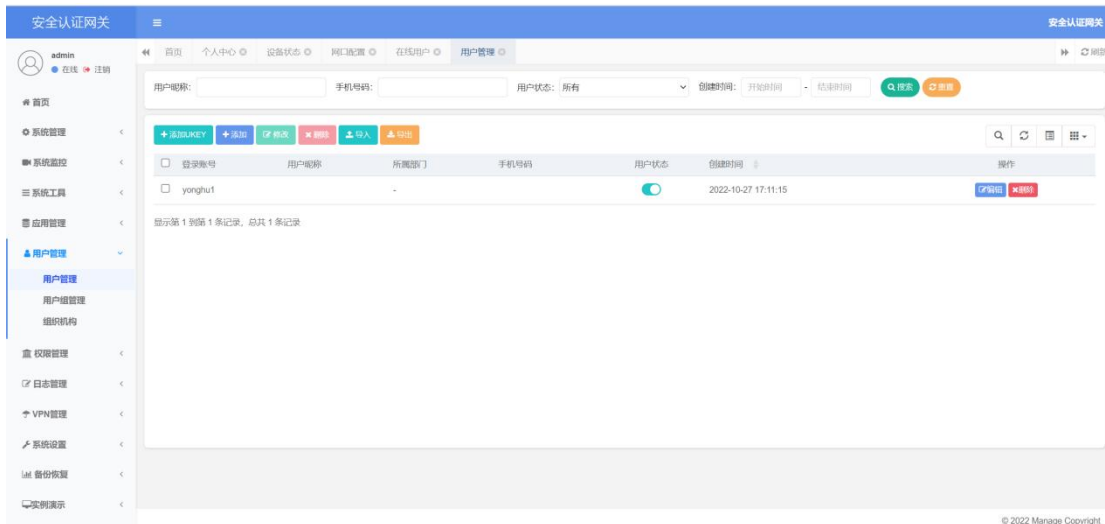 安全认证网关 安全认证网关
admin
在线 注销
首页 个人中心 设备状态 网口配置 在线用户 用户管理 刷新
用户昵称: 手机号码: 用户状态: 所有 创建时间: 开始时间 - 结束时间 搜索 重置
首页
系统管理
系统监控
系统工具
应用管理
用户管理
用户管理
用户组管理
组织机构
权限管理
日志管理
VPN管理
系统设置
备份恢复
实例演示
添加UKEY 添加 修改 删除 导入 导出
登录账号 用户昵称 所属部门 手机号码 用户状态 创建时间 操作
yonghu1 - 2022-10-27 17:11:15 编辑 删除
显示第 1 到第 1 条记录，总共 1 条记录
© 2022 Manage Copyright